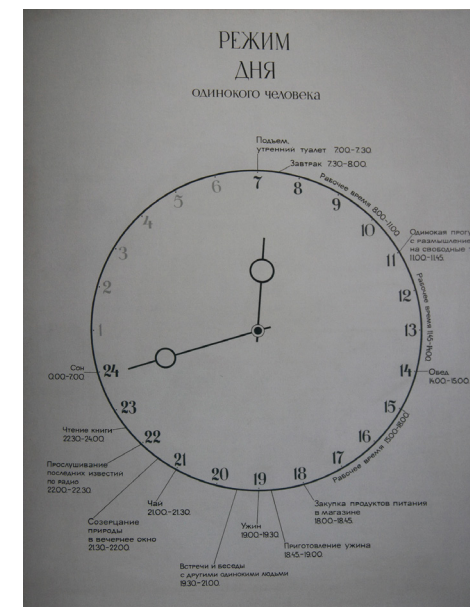 РЕЖИМ
ДНЯ
ОДИНОКОГО ЧЕЛОВЕКА
Подъем,
утренний туалет 7.00-7.30.
Завтрак 7.30-8.00.
Рабочее время 8.00-11.00.
Одинокая
с
на свободные
11.00-11.45.
Рабочее время 11.45-14.00.
Обед
14.00-15.00.
Рабочее время 15.00-18.00.
Закупка продуктов питания
в магазине
18.00-18.45.
Приготовление ужина
18.45-19.00.
Ужин
19.00-19.30.
Встречи и беседы
с другими одинокими людьми
19.30-21.00.
Чай
21.00-21.30.
Созерцание
природы
в вечернее окно
21.30-22.00.
Прослушивание
последних известий
по радио
22.00-22.30.
Чтение книги
22.30-24.00.
Сон
0.00-7.00.
1
2
3
4
5
6
7
8
9
10
11
12
13
14
15
16
17
18
19
20
21
22
23
24